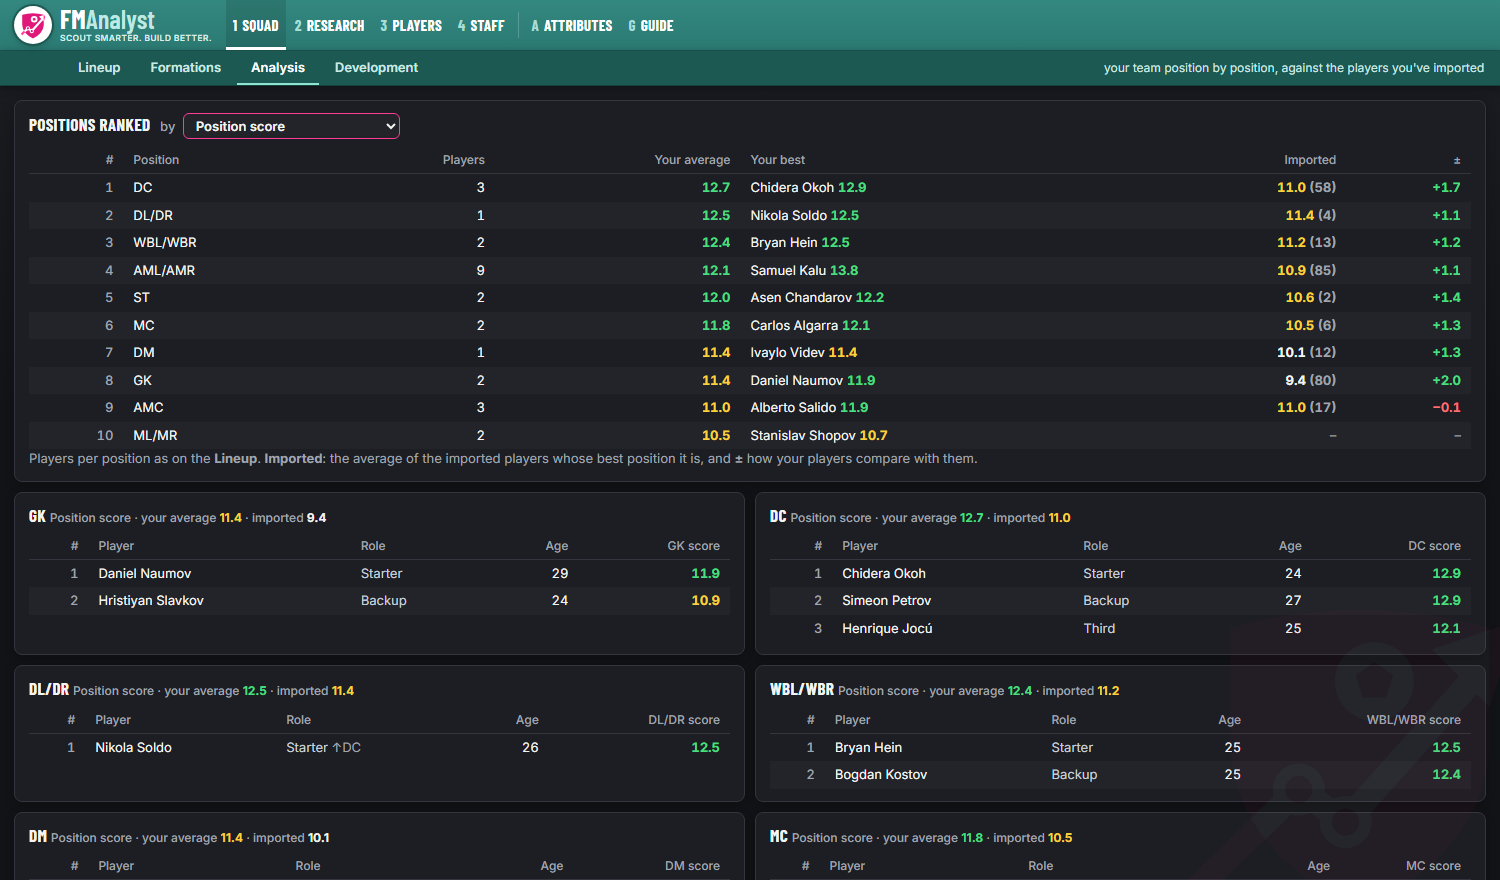 FMAnalyst
SCOUT SMARTER. BUILD BETTER.
1 SQUAD 2 RESEARCH 3 PLAYERS 4 STAFF A ATTRIBUTES G GUIDE
Lineup Formations Analysis Development your team position by position, against the players you've imported
POSITIONS RANKED by Position score
# Position Players Your average Your best Imported ±
1 DC 3 12.7 Chidera Okoh 12.9 11.0 (58) +1.7
2 DL/DR 1 12.5 Nikola Soldo 12.5 11.4 (4) +1.1
3 WBL/WBR 2 12.4 Bryan Hein 12.5 11.2 (13) +1.2
4 AML/AMR 9 12.1 Samuel Kalu 13.8 10.9 (85) +1.1
5 ST 2 12.0 Asen Chandarov 12.2 10.6 (2) +1.4
6 MC 2 11.8 Carlos Algarra 12.1 10.5 (6) +1.3
7 DM 1 11.4 Ivaylo Videv 11.4 10.1 (12) +1.3
8 GK 2 11.4 Daniel Naumov 11.9 9.4 (80) +2.0
9 AMC 3 11.0 Alberto Salido 11.9 11.0 (17) −0.1
10 ML/MR 2 10.5 Stanislav Shopov 10.7 – –
Players per position as on the Lineup. Imported: the average of the imported players whose best position it is, and ± how your players compare with them.
GK Position score · your average 11.4 · imported 9.4
# Player Role Age GK score
1 Daniel Naumov Starter 29 11.9
2 Hristiyan Slavkov Backup 24 10.9
DC Position score · your average 12.7 · imported 11.0
# Player Role Age DC score
1 Chidera Okoh Starter 24 12.9
2 Simeon Petrov Backup 27 12.9
3 Henrique Jocú Third 25 12.1
DL/DR Position score · your average 12.5 · imported 11.4
# Player Role Age DL/DR score
1 Nikola Soldo Starter ↑DC 26 12.5
WBL/WBR Position score · your average 12.4 · imported 11.2
# Player Role Age WBL/WBR score
1 Bryan Hein Starter 25 12.5
2 Bogdan Kostov Backup 25 12.4
DM Position score · your average 11.4 · imported 10.1
# Player Role Age DM score
MC Position score · your average 11.8 · imported 10.5
# Player Role Age MC score